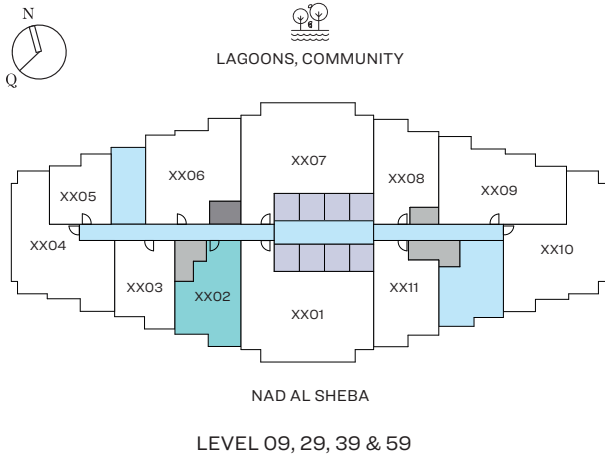 N
Q
LAGOONS, COMMUNITY
XX07
XX06
XX08
XX05
XX09
XX04
XX10
XX03
XX02
XX01
XX11
NAD AL SHEBA
LEVEL 09, 29, 39 & 59